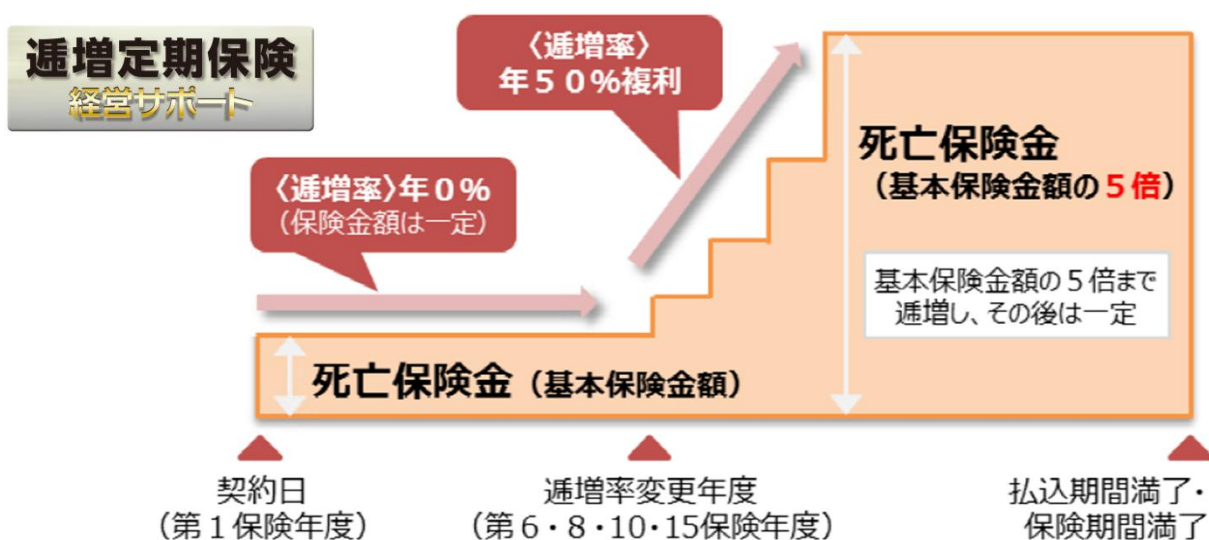 逓増定期保険
経営サポート
〈逓増率〉
年50%複利
〈逓増率〉年0%
(保険金額は一定)
死亡保険金
(基本保険金額の5倍)
基本保険金額の5倍まで
逓増し、その後は一定
死亡保険金(基本保険金額)
契約日
(第1保険年度)
逓増率変更年度
(第6・8・10・15保険年度)
払込期間満了・
保険期間満了